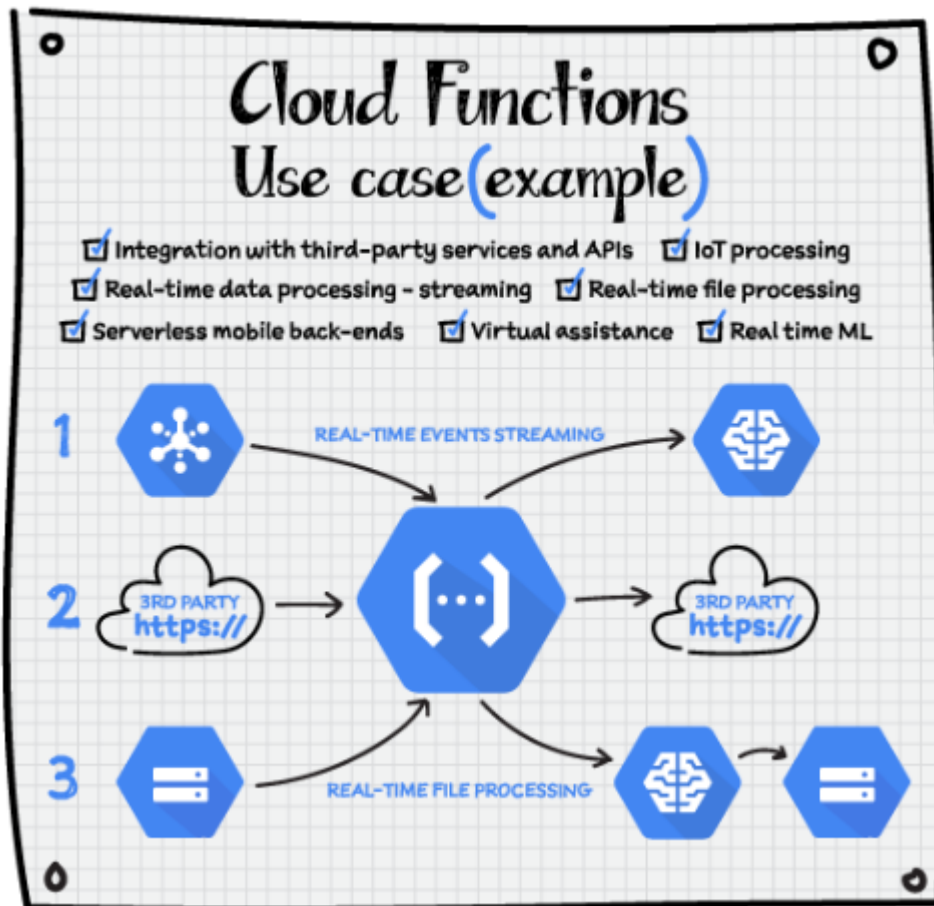 Cloud Functions
Use case(example)
Integration with third-party services and APIs IoT processing
Real-time data processing - streaming Real-time file processing
Serverless mobile back-ends Virtual assistance Real time ML
1
REAL-TIME EVENTS STREAMING
2
3RD PARTY
https://
(...)
3RD PARTY
https://
3
REAL-TIME FILE PROCESSING